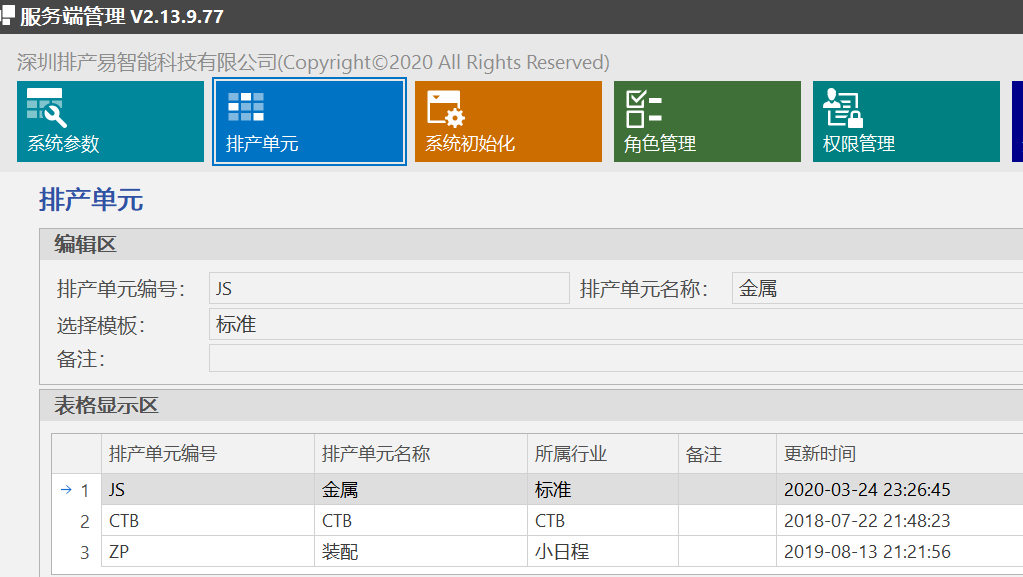 服务端管理 V2.13.9.77
深圳排产易智能科技有限公司(Copyright©2020 All Rights Reserved)
系统参数 排产单元 系统初始化 角色管理 权限管理
排产单元
编辑区
排产单元编号: JS 排产单元名称: 金属
选择模板: 标准
备注:
表格显示区
排产单元编号 排产单元名称 所属行业 备注 更新时间
1 JS 金属 标准 2020-03-24 23:26:45
2 CTB CTB CTB 2018-07-22 21:48:23
3 ZP 装配 小日程 2019-08-13 21:21:56